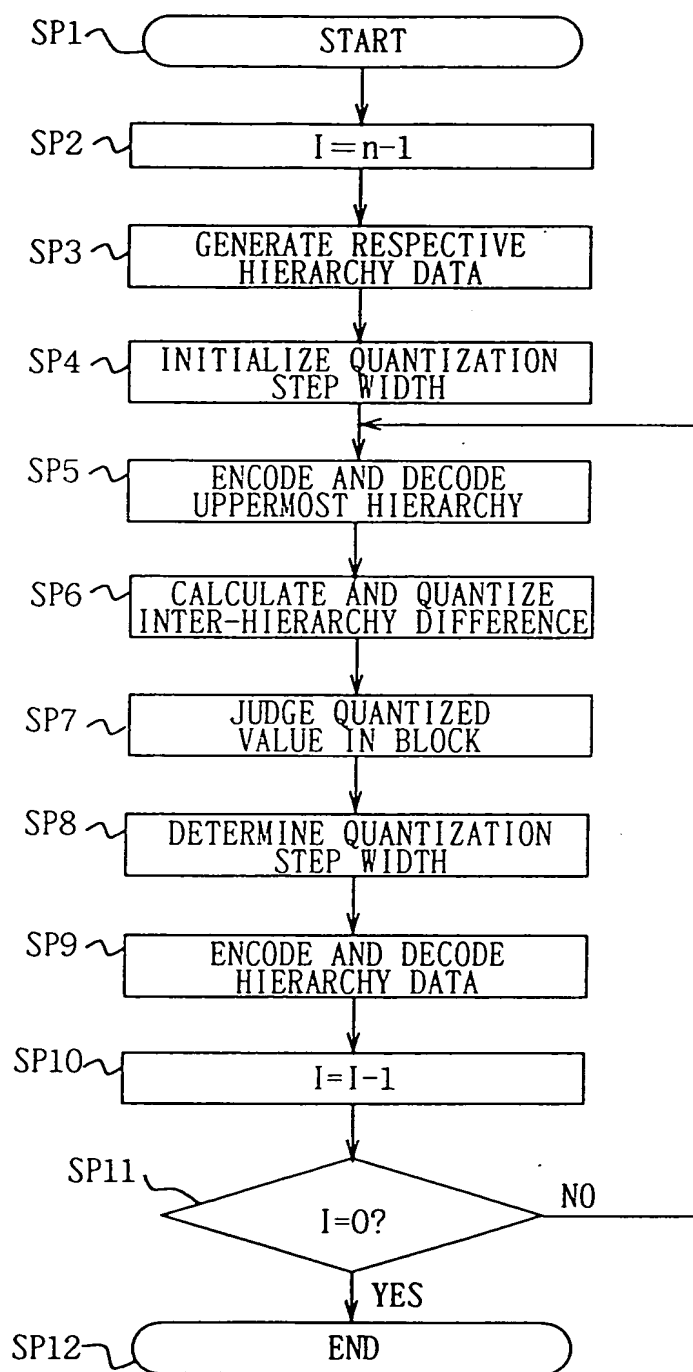 SP1
START
SP2
I=n-1
SP3
GENERATE RESPECTIVE
HIERARCHY DATA
SP4
INITIALIZE QUANTIZATION
STEP WIDTH
SP5
ENCODE AND DECODE
UPPERMOST HIERARCHY
SP6
CALCULATE AND QUANTIZE
INTER-HIERARCHY DIFFERENCE
SP7
JUDGE QUANTIZED
VALUE IN BLOCK
SP8
DETERMINE QUANTIZATION
STEP WIDTH
SP9
ENCODE AND DECODE
HIERARCHY DATA
SP10
I=I-1
SP11
I=0?
NO
YES
SP12
END